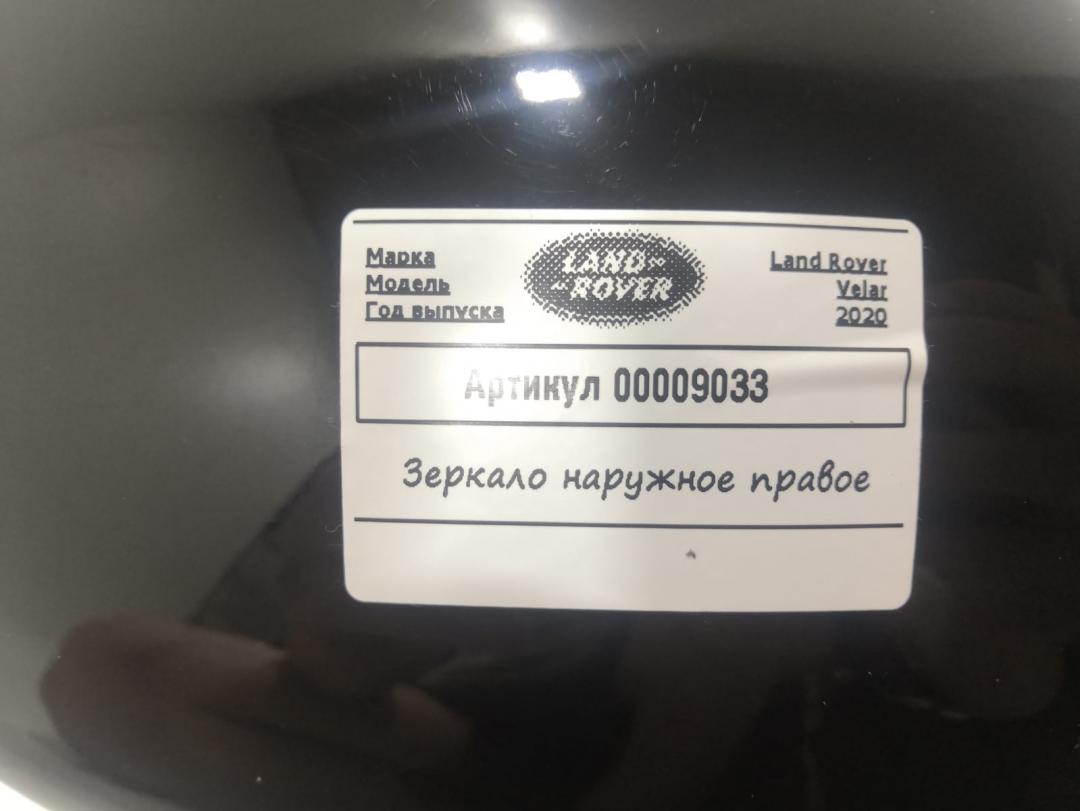 Марка LAND ROVER Land Rover
Модель Velar
Год выпуска 2020
Артикул 00009033
Зеркало наружное правое